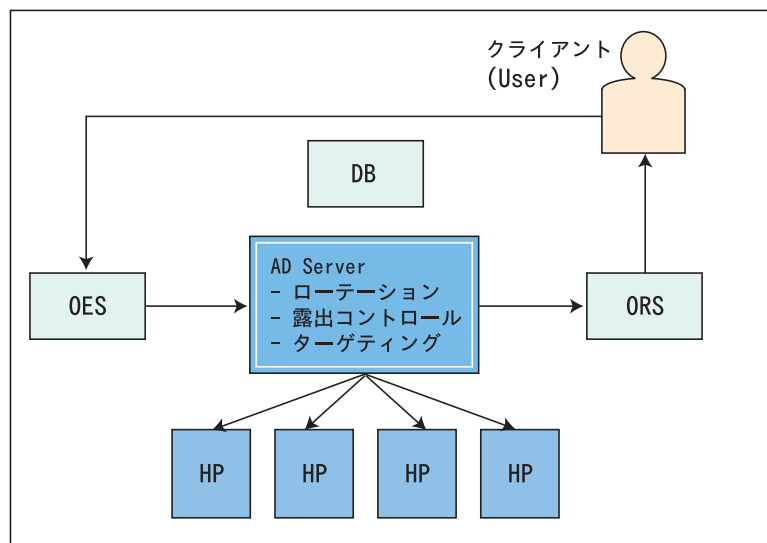 クライアント
(User)
DB
AD Server
- ローテーション
- 露出コントロール
- ターゲティング
OES
ORS
HP
HP
HP
HP